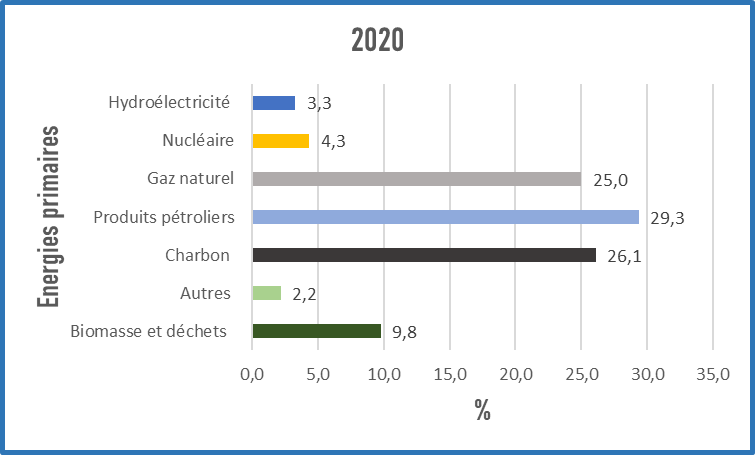 2020
Energies primaires
Hydroélectricité 3,3
Nucléaire 4,3
Gaz naturel 25,0
Produits pétroliers 29,3
Charbon 26,1
Autres 2,2
Biomasse et déchets 9,8
0,0 5,0 10,0 15,0 20,0 25,0 30,0 35,0
%